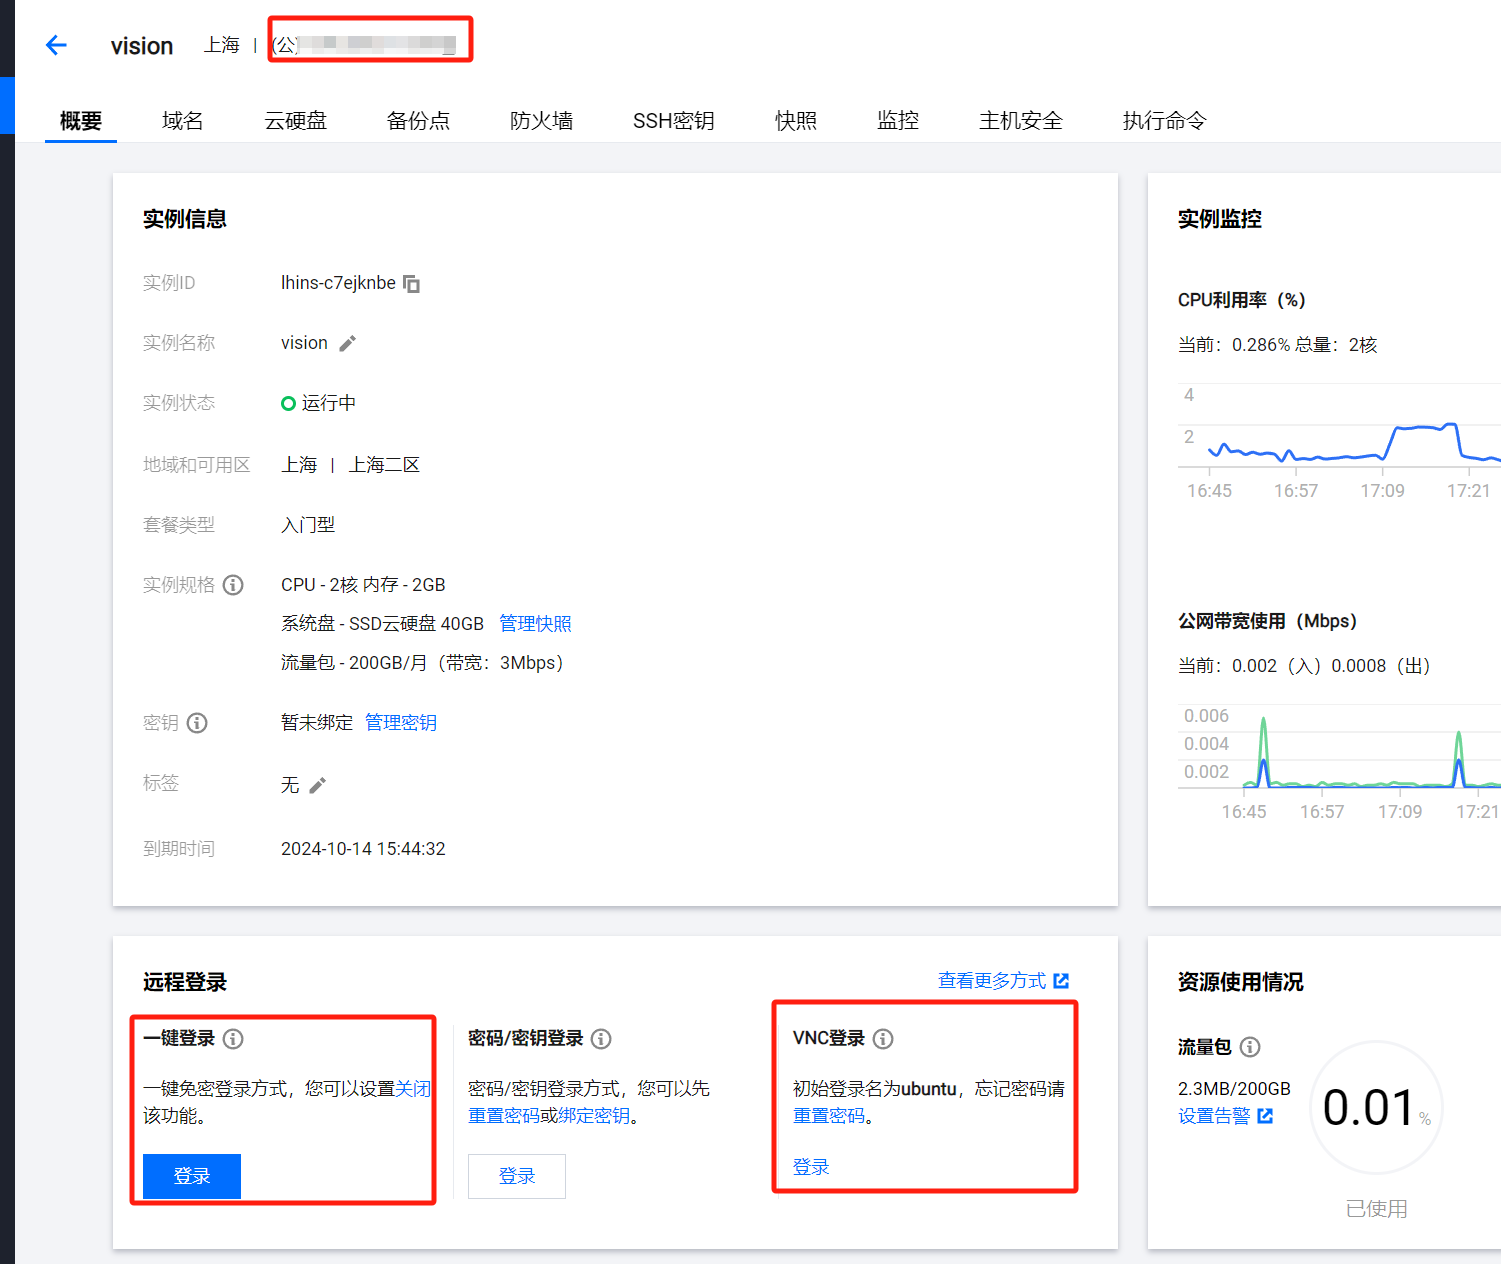 vision 上海 | (公)
概要 域名 云硬盘 备份点 防火墙 SSH密钥 快照 监控 主机安全 执行命令
实例信息
实例ID lhins-c7ejknbe
实例名称 vision
实例状态 运行中
地域和可用区 上海 | 上海二区
套餐类型 入门型
实例规格 CPU - 2核 内存 - 2GB
系统盘 - SSD云硬盘 40GB 管理快照
流量包 - 200GB/月（带宽：3Mbps）
密钥 暂未绑定 管理密钥
标签 无
到期时间 2024-10-14 15:44:32
实例监控
CPU利用率（%）
当前：0.286% 总量：2核
4
2
16:45 16:57 17:09 17:21
公网带宽使用（Mbps）
当前：0.002（入）0.0008（出）
0.006
0.004
0.002
16:45 16:57 17:09 17:21
远程登录 查看更多方式
一键登录
一键免密登录方式，您可以设置关闭
该功能。
登录
密码/密钥登录
密码/密钥登录方式，您可以先
重置密码或绑定密钥。
登录
VNC登录
初始登录名为ubuntu，忘记密码请
重置密码。
登录
资源使用情况
流量包
2.3MB/200GB
设置告警
0.01%
已使用